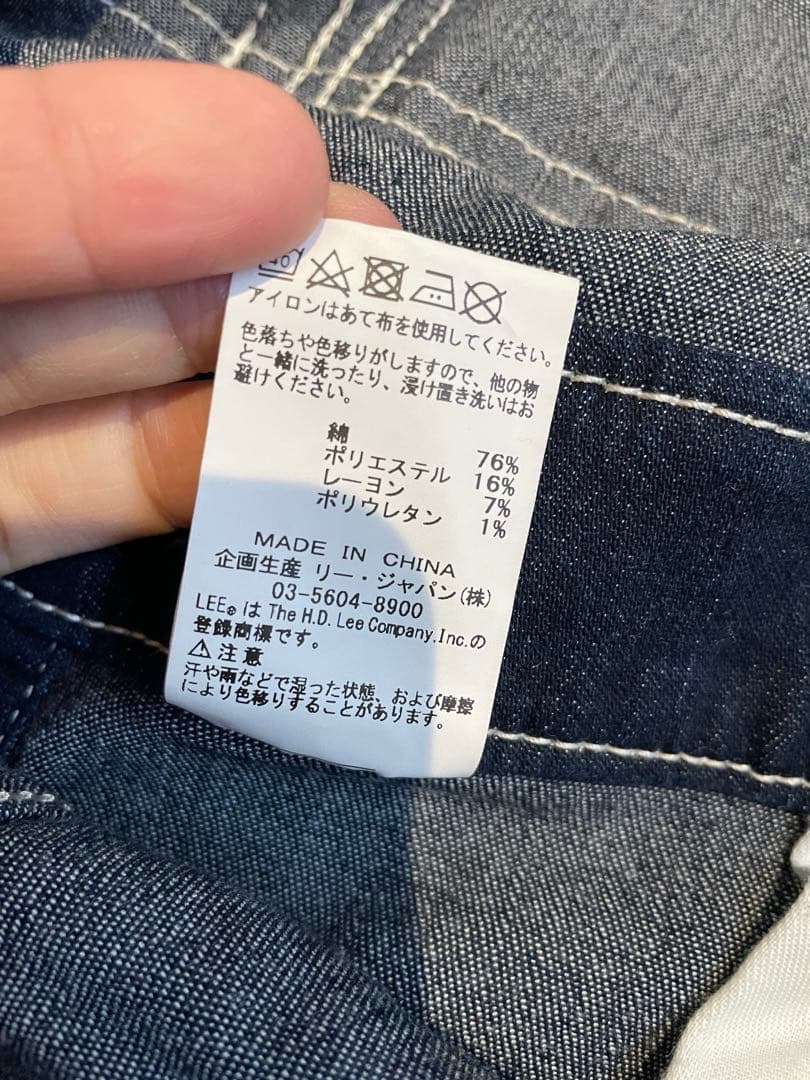 40
アイロンはあて布を使用してください。
色落ちや色移りがしますので、他の物
と一緒に洗ったり、浸け置き洗いはお
避けください。
綿 76%
ポリエステル 16%
レーヨン 7%
ポリウレタン 1%
MADE IN CHINA
企画生産 リー・ジャパン(株)
03-5604-8900
LEE®は The H.D. Lee Company,Inc.の
登録商標です。
⚠注意
汗や雨などで湿った状態、および摩擦
により色移りすることがあります。